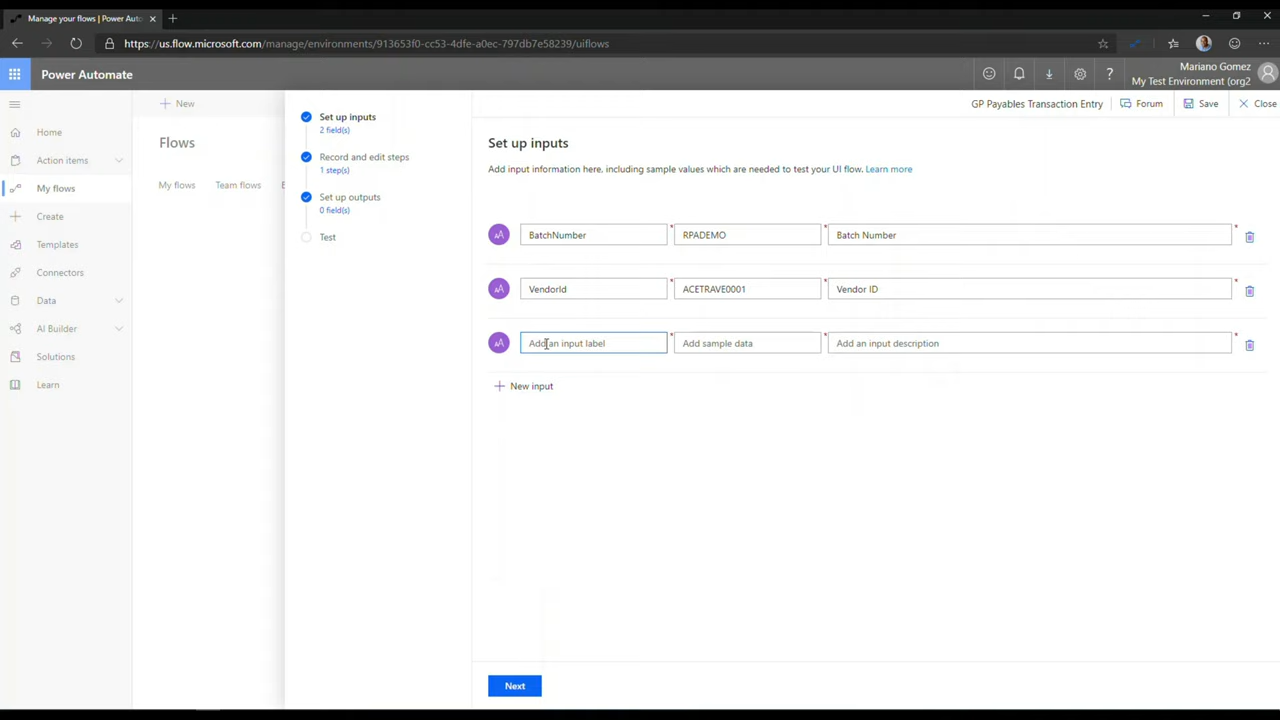 Manage your flows | Power Auto
https://us.flow.microsoft.com/manage/environments/913653f0-cc53-4dfe-a0ec-797db7e58239/uiflows
Power Automate
Mariano Gomez
My Test Environment (org2
New
GP Payables Transaction Entry
Forum
Save
Close
Home
Action items
My flows
Create
Templates
Connectors
Data
AI Builder
Solutions
Learn
Flows
My flows
Team flows
Set up inputs
2 field(s)
Record and edit steps
1 step(s)
Set up outputs
0 field(s)
Test
Set up inputs
Add input information here, including sample values which are needed to test your UI flow. Learn more
AA BatchNumber * RPADEMO * Batch Number *
AA VendorId * ACETRAVE0001 * Vendor ID *
AA Add an input label * Add sample data * Add an input description *
New input
Next